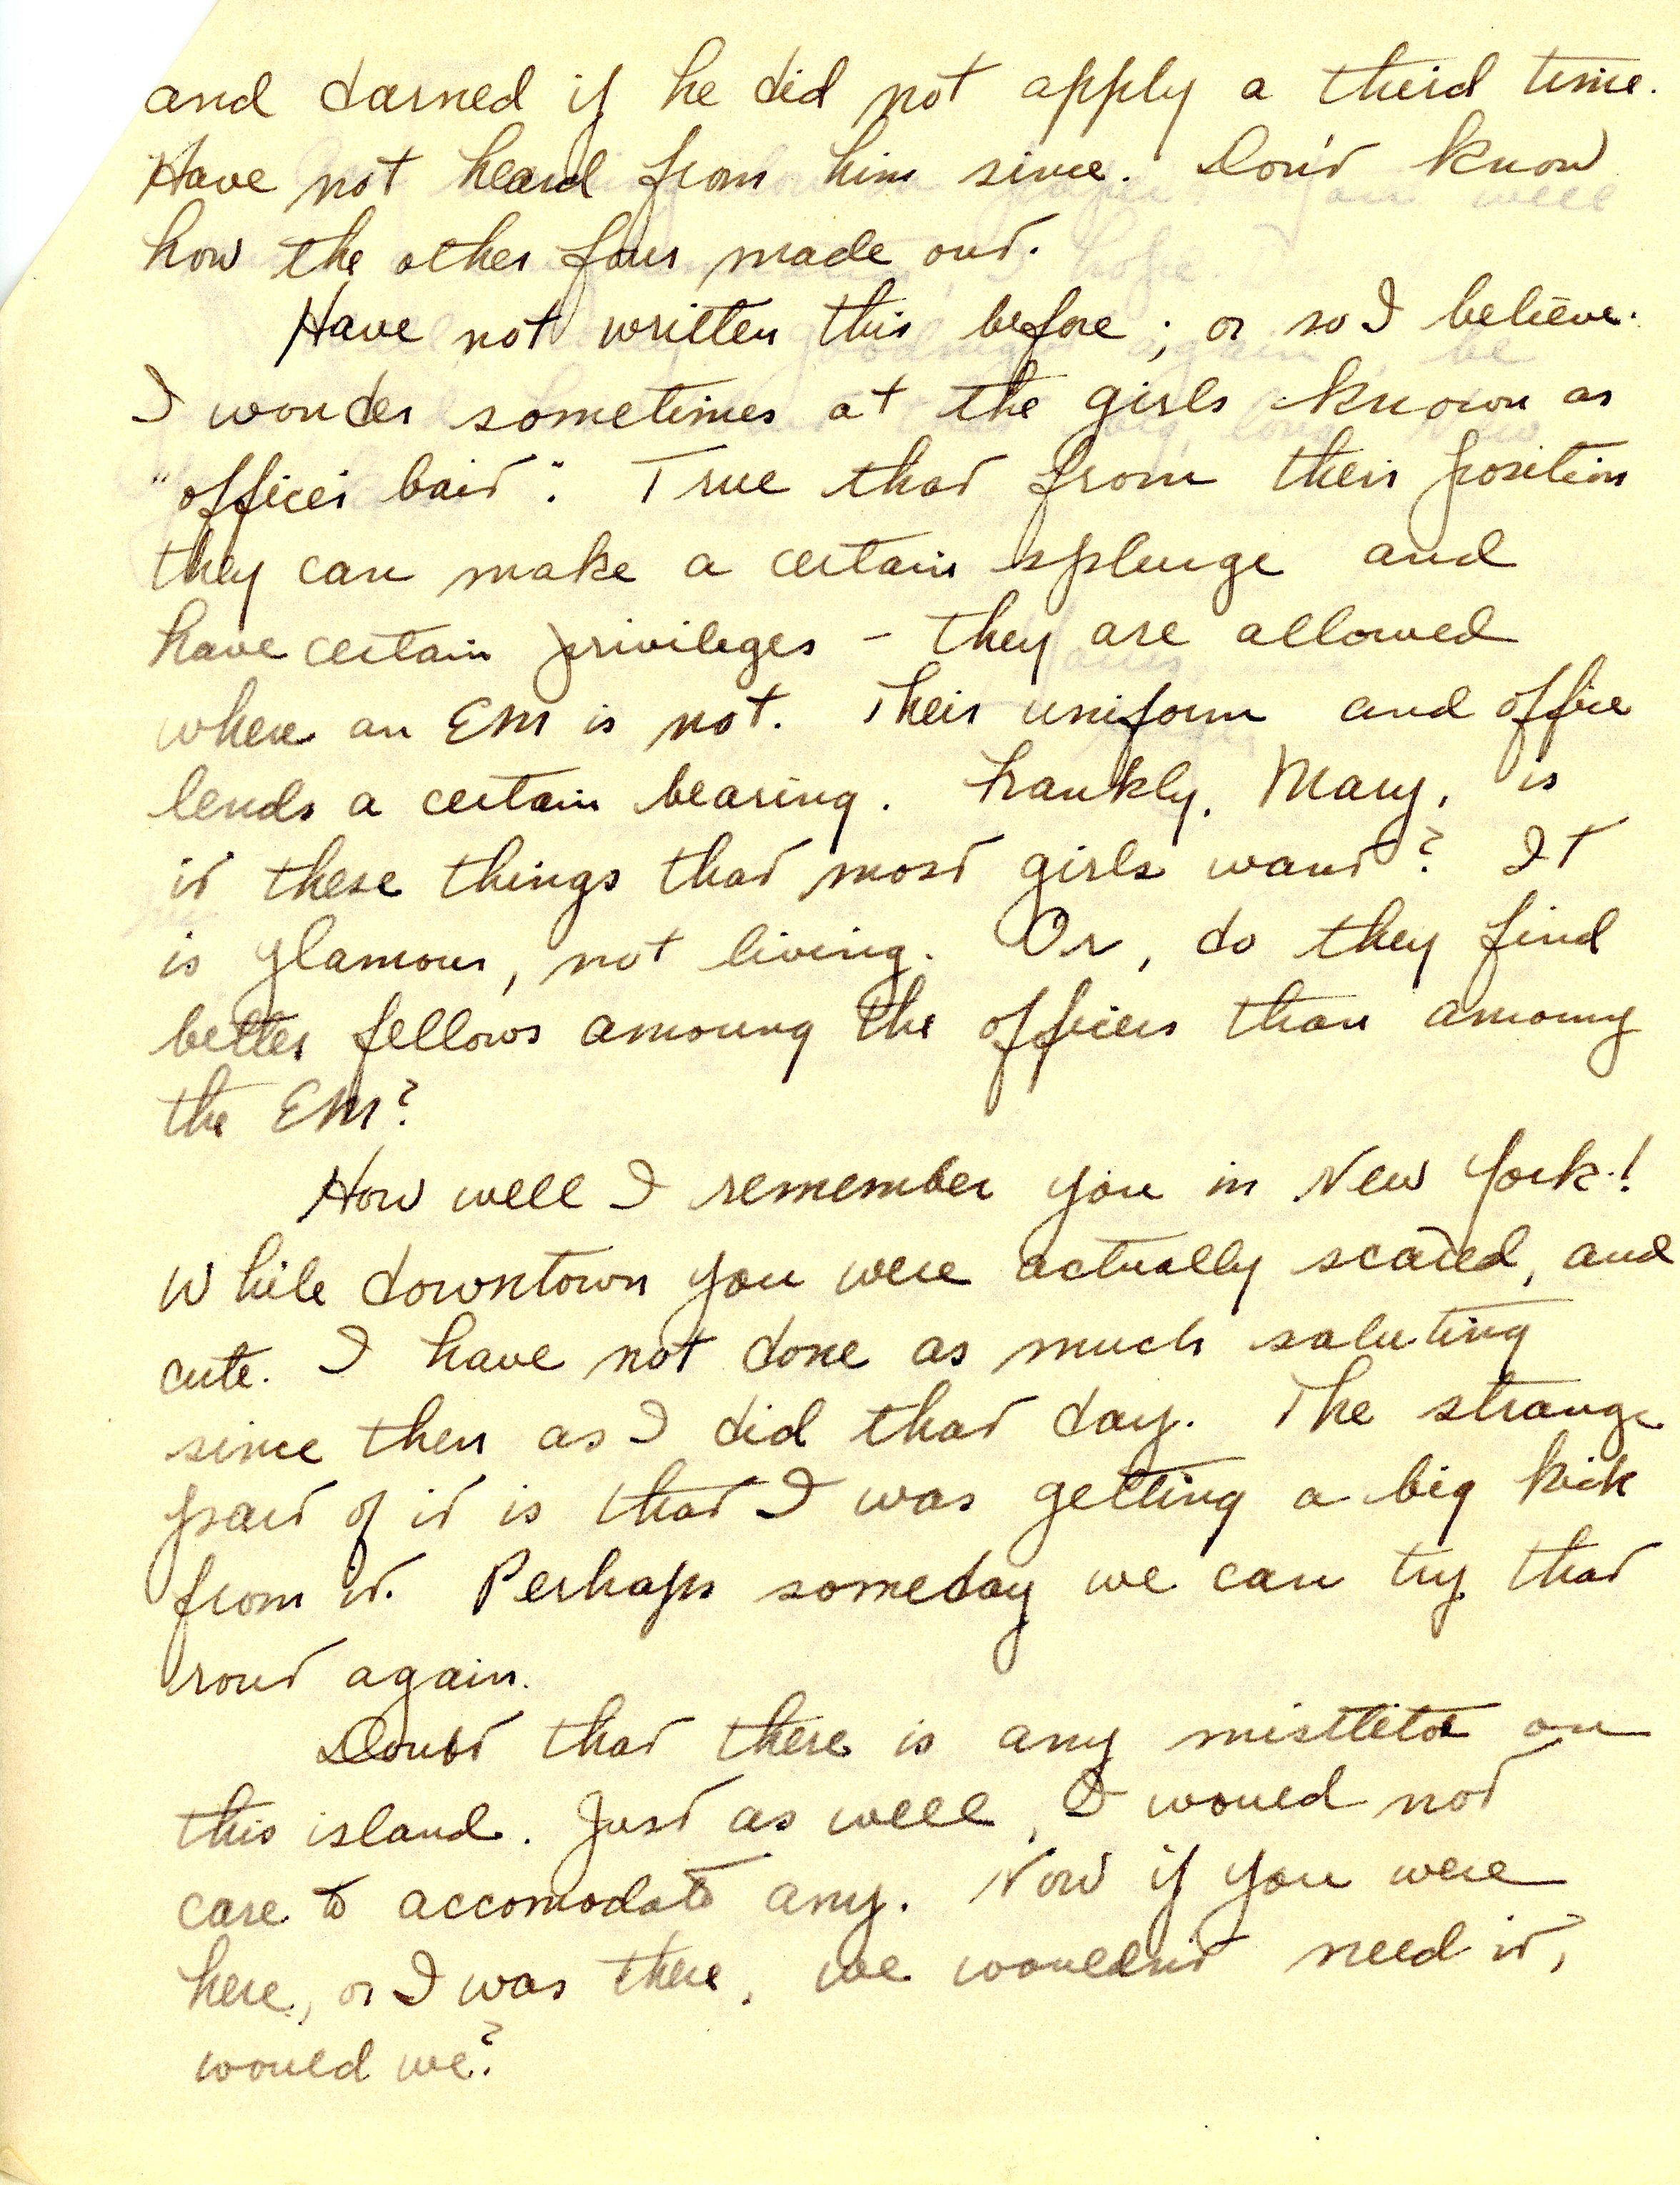 and darned if he did not apply a third time.
Have not heard from him since. Don't know
how the other four made out.
Have not written this before; or so I believe.
I wonder sometimes at the girls known as
"officer bait". True that from their position
they can make a certain splurge and
have certain privileges - they are allowed
where an EM is not. Their uniform and office
lends a certain bearing. Frankly, Mary, is
it these things that most girls want? It
is glamour, not living. Or, do they find
better fellows amoung the officers than amoung
the EM?
How well I remember you in New York!
While downtown you were actually scared, and
cute. I have not done as much saluting
since then as I did that day. The strange
part of it is that I was getting a big kick
from it. Perhaps someday we can try that
rout again.
Doubt that there is any misttletoe on
this island. Just as well, I would not
care to accomodate any. Now if you were
here, or I was there, we wouldn't need it,
would we?